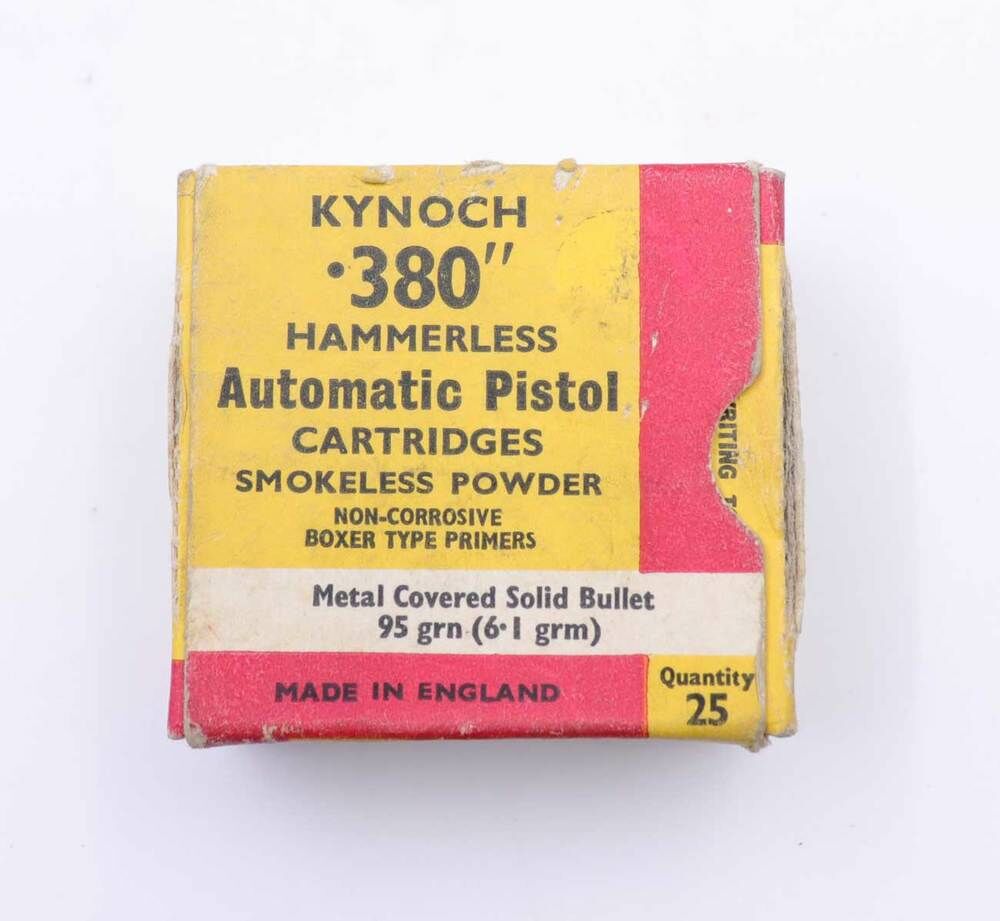 KYNOCH
·380"
HAMMERLESS
Automatic Pistol
CARTRIDGES
SMOKELESS POWDER
NON-CORROSIVE
BOXER TYPE PRIMERS
Metal Covered Solid Bullet
95 grn (6·1 grm)
MADE IN ENGLAND
Quantity
25